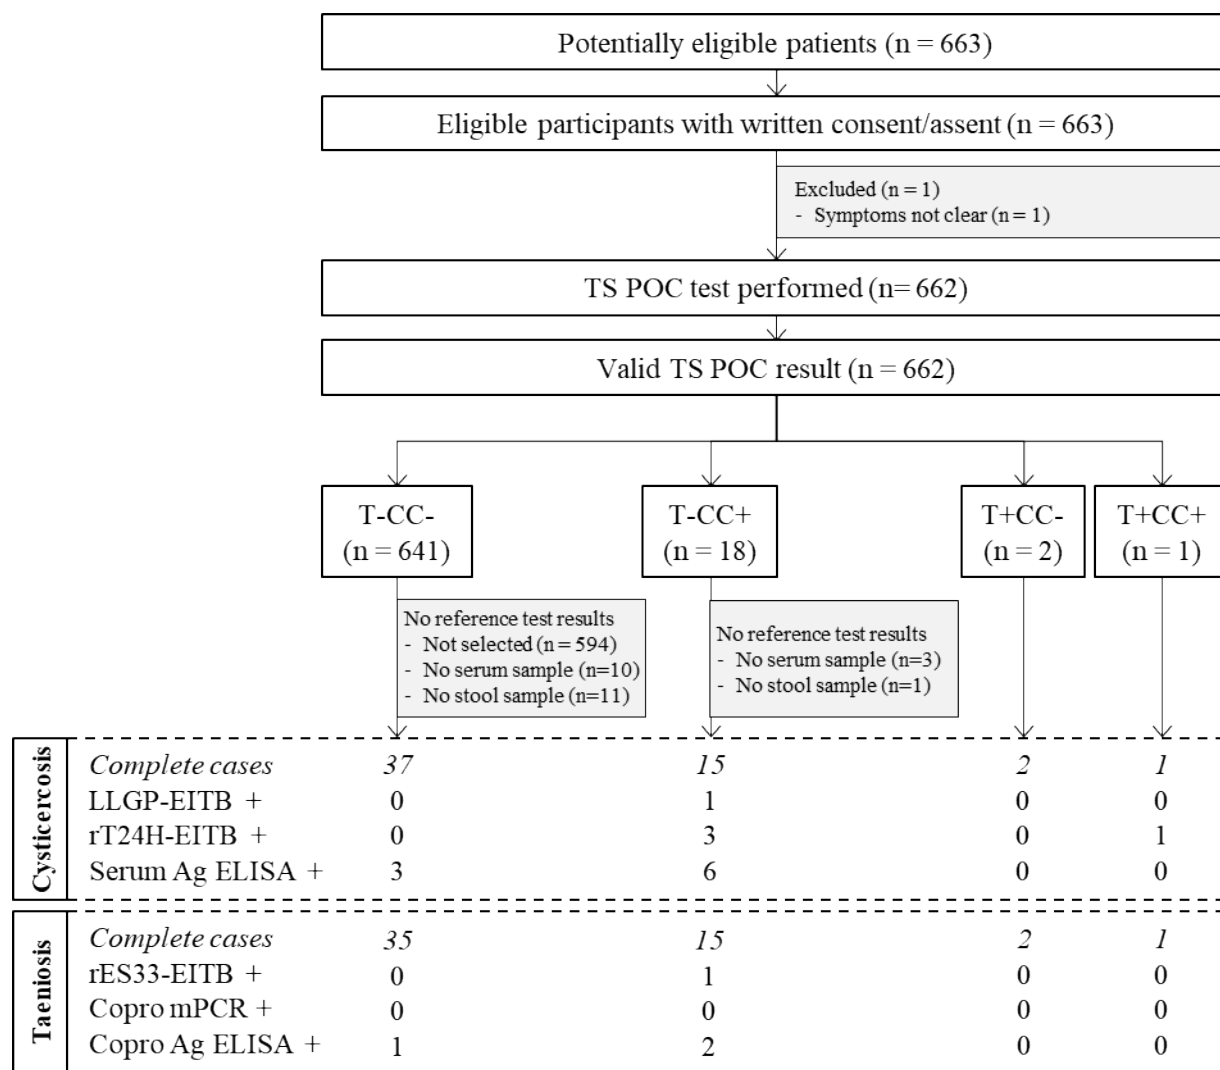 Potentially eligible patients (n = 663)
Eligible participants with written consent/assent (n = 663)
Excluded (n = 1)
- Symptoms not clear (n = 1)
TS POC test performed (n= 662)
Valid TS POC result (n = 662)
T-CC-
(n = 641)
T-CC+
(n = 18)
T+CC-
(n = 2)
T+CC+
(n = 1)
No reference test results
- Not selected (n = 594)
- No serum sample (n=10)
- No stool sample (n=11)
No reference test results
- No serum sample (n=3)
- No stool sample (n=1)
Cysticercosis
Complete cases 37 15 2 1
LLGP-EITB + 0 1 0 0
rT24H-EITB + 0 3 0 1
Serum Ag ELISA + 3 6 0 0
Taeniosis
Complete cases 35 15 2 1
rES33-EITB + 0 1 0 0
Copro mPCR + 0 0 0 0
Copro Ag ELISA + 1 2 0 0